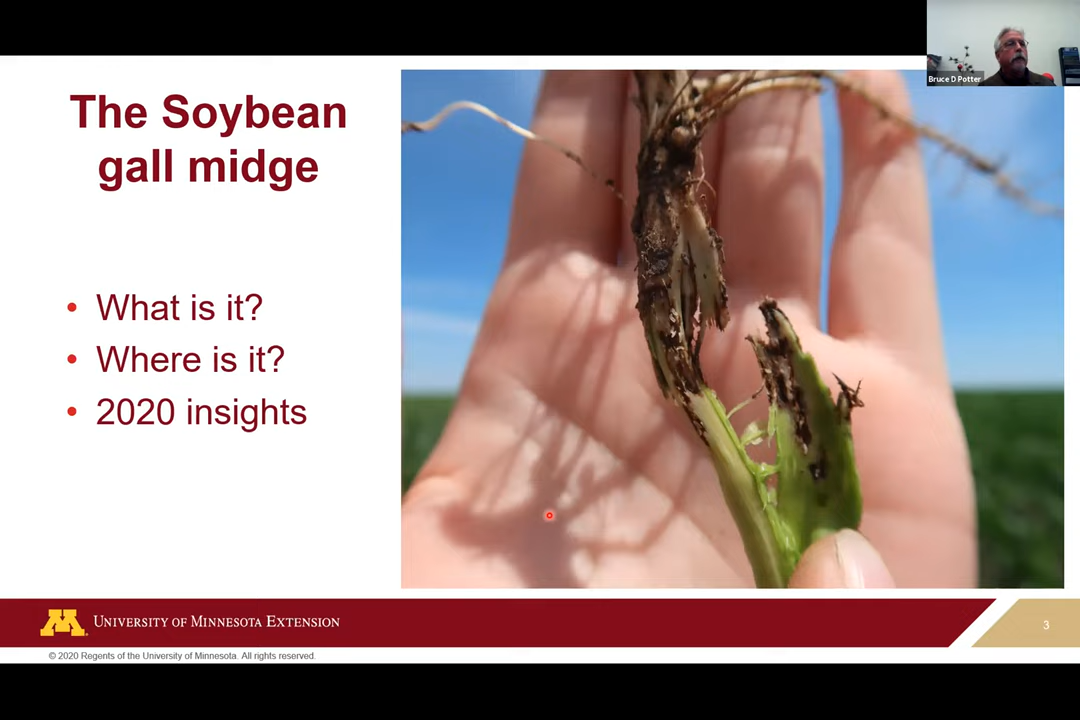 Bruce D Potter
The Soybean
gall midge
• What is it?
• Where is it?
• 2020 insights
M
UNIVERSITY OF MINNESOTA EXTENSION
3
© 2020 Regents of the University of Minnesota. All rights reserved.